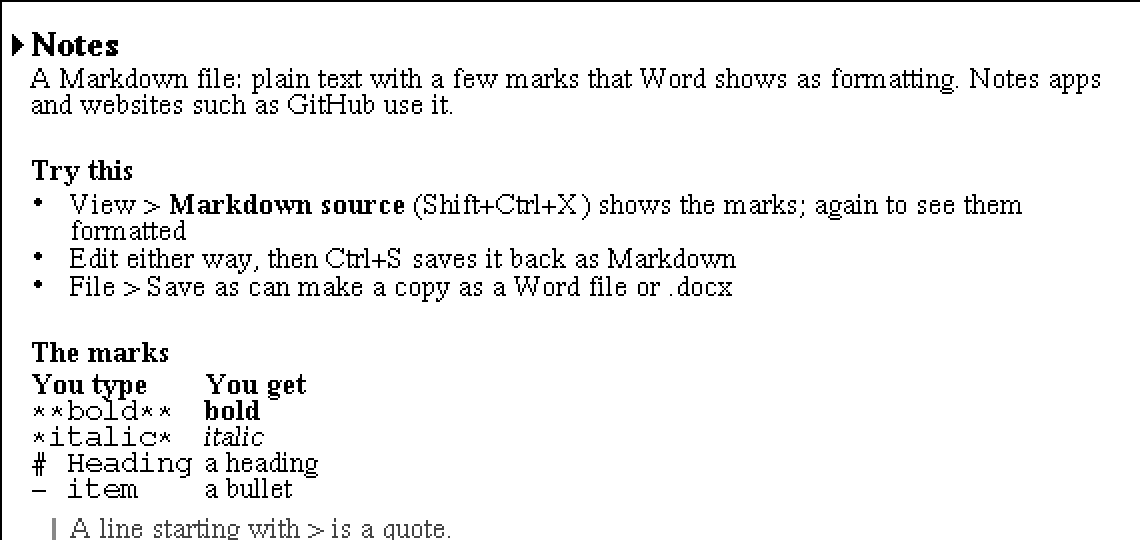 Notes
A Markdown file: plain text with a few marks that Word shows as formatting. Notes apps
and websites such as GitHub use it.
Try this
• View > Markdown source (Shift+Ctrl+X) shows the marks; again to see them
formatted
• Edit either way, then Ctrl+S saves it back as Markdown
• File > Save as can make a copy as a Word file or .docx
The marks
You type You get
**bold** bold
*italic* italic
# Heading a heading
- item a bullet
A line starting with > is a quote.